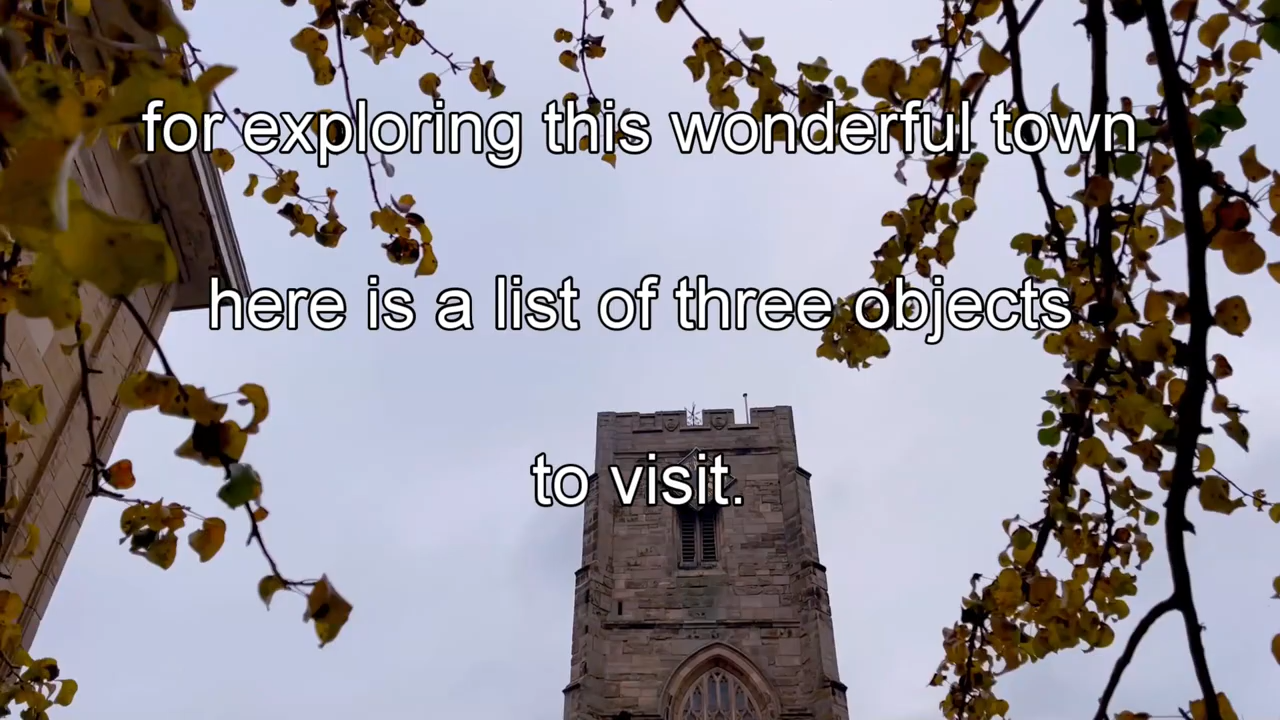 for exploring this wonderful town
here is a list of three objects
to visit.